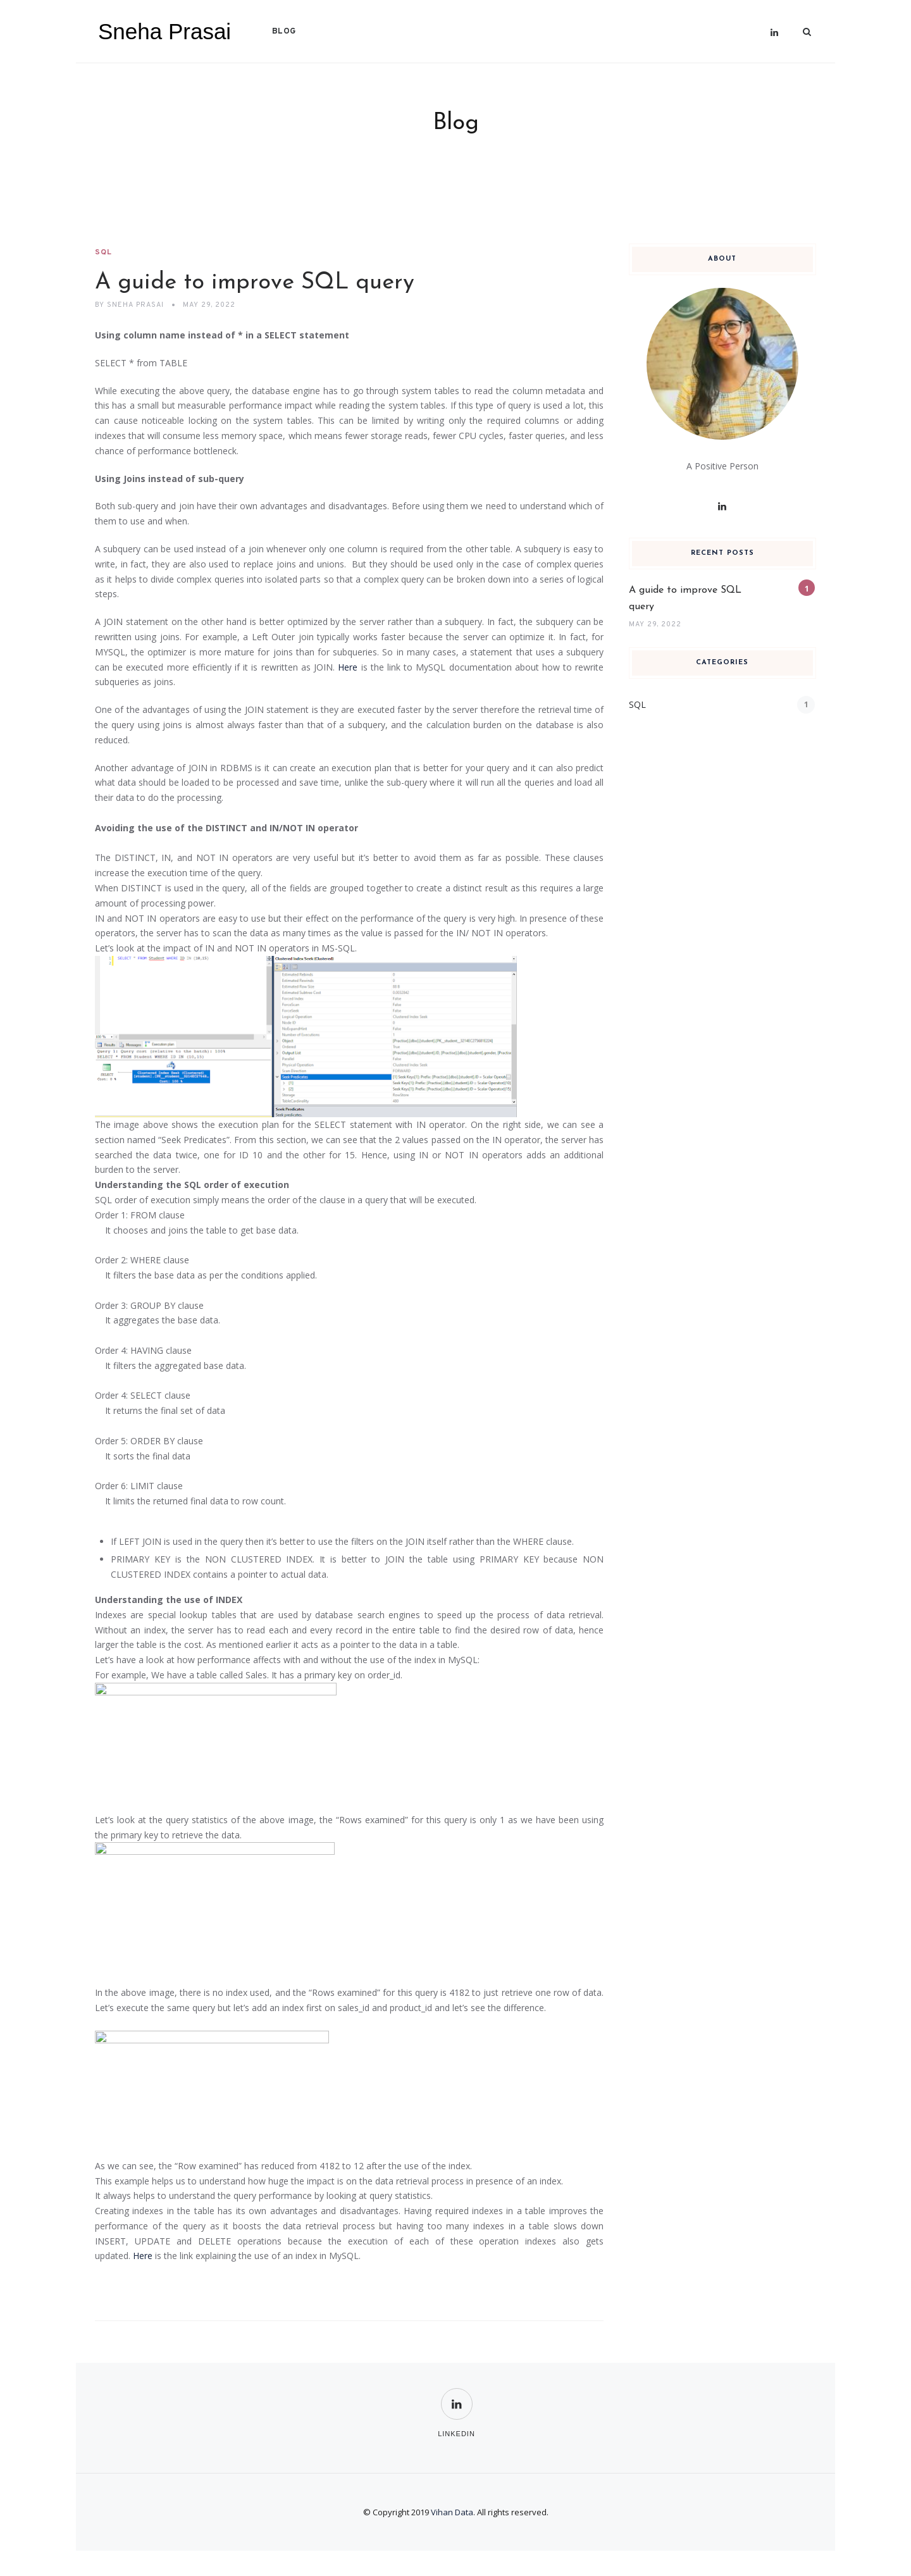 Sneha Prasai
BLOG
Blog
SQL
A guide to improve SQL query
BY SNEHA PRASAI • MAY 29, 2022
Using column name instead of * in a SELECT statement
SELECT * from TABLE
While executing the above query, the database engine has to go through system tables to read the column metadata and
this has a small but measurable performance impact while reading the system tables. If this type of query is used a lot, this
can cause noticeable locking on the system tables. This can be limited by writing only the required columns or adding
indexes that will consume less memory space, which means fewer storage reads, fewer CPU cycles, faster queries, and less
chance of performance bottleneck.
Using Joins instead of sub-query
Both sub-query and join have their own advantages and disadvantages. Before using them we need to understand which of
them to use and when.
A subquery can be used instead of a join whenever only one column is required from the other table. A subquery is easy to
write, in fact, they are also used to replace joins and unions.  But they should be used only in the case of complex queries
as it helps to divide complex queries into isolated parts so that a complex query can be broken down into a series of logical
steps.
A JOIN statement on the other hand is better optimized by the server rather than a subquery. In fact, the subquery can be
rewritten using joins. For example, a Left Outer join typically works faster because the server can optimize it. In fact, for
MYSQL, the optimizer is more mature for joins than for subqueries. So in many cases, a statement that uses a subquery
can be executed more efficiently if it is rewritten as JOIN. Here is the link to MySQL documentation about how to rewrite
subqueries as joins.
One of the advantages of using the JOIN statement is they are executed faster by the server therefore the retrieval time of
the query using joins is almost always faster than that of a subquery, and the calculation burden on the database is also
reduced.
Another advantage of JOIN in RDBMS is it can create an execution plan that is better for your query and it can also predict
what data should be loaded to be processed and save time, unlike the sub-query where it will run all the queries and load all
their data to do the processing.
Avoiding the use of the DISTINCT and IN/NOT IN operator
The DISTINCT, IN, and NOT IN operators are very useful but it's better to avoid them as far as possible. These clauses
increase the execution time of the query.
When DISTINCT is used in the query, all of the fields are grouped together to create a distinct result as this requires a large
amount of processing power.
IN and NOT IN operators are easy to use but their effect on the performance of the query is very high. In presence of these
operators, the server has to scan the data as many times as the value is passed for the IN/ NOT IN operators.
Let's look at the impact of IN and NOT IN operators in MS-SQL.
The image above shows the execution plan for the SELECT statement with IN operator. On the right side, we can see a
section named "Seek Predicates". From this section, we can see that the 2 values passed on the IN operator, the server has
searched the data twice, one for ID 10 and the other for 15. Hence, using IN or NOT IN operators adds an additional
burden to the server.
Understanding the SQL order of execution
SQL order of execution simply means the order of the clause in a query that will be executed.
Order 1: FROM clause
It chooses and joins the table to get base data.
Order 2: WHERE clause
It filters the base data as per the conditions applied.
Order 3: GROUP BY clause
It aggregates the base data.
Order 4: HAVING clause
It filters the aggregated base data.
Order 4: SELECT clause
It returns the final set of data
Order 5: ORDER BY clause
It sorts the final data
Order 6: LIMIT clause
It limits the returned final data to row count.
• If LEFT JOIN is used in the query then it's better to use the filters on the JOIN itself rather than the WHERE clause.
• PRIMARY KEY is the NON CLUSTERED INDEX. It is better to JOIN the table using PRIMARY KEY because NON
CLUSTERED INDEX contains a pointer to actual data.
Understanding the use of INDEX
Indexes are special lookup tables that are used by database search engines to speed up the process of data retrieval.
Without an index, the server has to read each and every record in the entire table to find the desired row of data, hence
larger the table is the cost. As mentioned earlier it acts as a pointer to the data in a table.
Let's have a look at how performance affects with and without the use of the index in MySQL:
For example, We have a table called Sales. It has a primary key on order_id.
Let's look at the query statistics of the above image, the "Rows examined" for this query is only 1 as we have been using
the primary key to retrieve the data.
In the above image, there is no index used, and the "Rows examined" for this query is 4182 to just retrieve one row of data.
Let's execute the same query but let's add an index first on sales_id and product_id and let's see the difference.
As we can see, the "Row examined" has reduced from 4182 to 12 after the use of the index.
This example helps us to understand how huge the impact is on the data retrieval process in presence of an index.
It always helps to understand the query performance by looking at query statistics.
Creating indexes in the table has its own advantages and disadvantages. Having required indexes in a table improves the
performance of the query as it boosts the data retrieval process but having too many indexes in a table slows down
INSERT, UPDATE and DELETE operations because the execution of each of these operation indexes also gets
updated. Here is the link explaining the use of an index in MySQL.
ABOUT
A Positive Person
RECENT POSTS
A guide to improve SQL
query
1
MAY 29, 2022
CATEGORIES
SQL
1
LINKEDIN
© Copyright 2019 Vihan Data. All rights reserved.